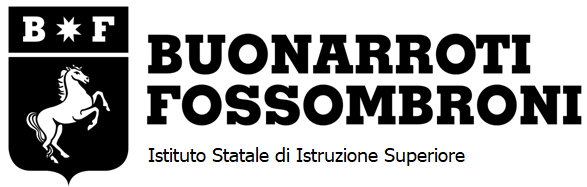 B F
BUONARROTI
FOSSOMBRONI
Istituto Statale di Istruzione Superiore